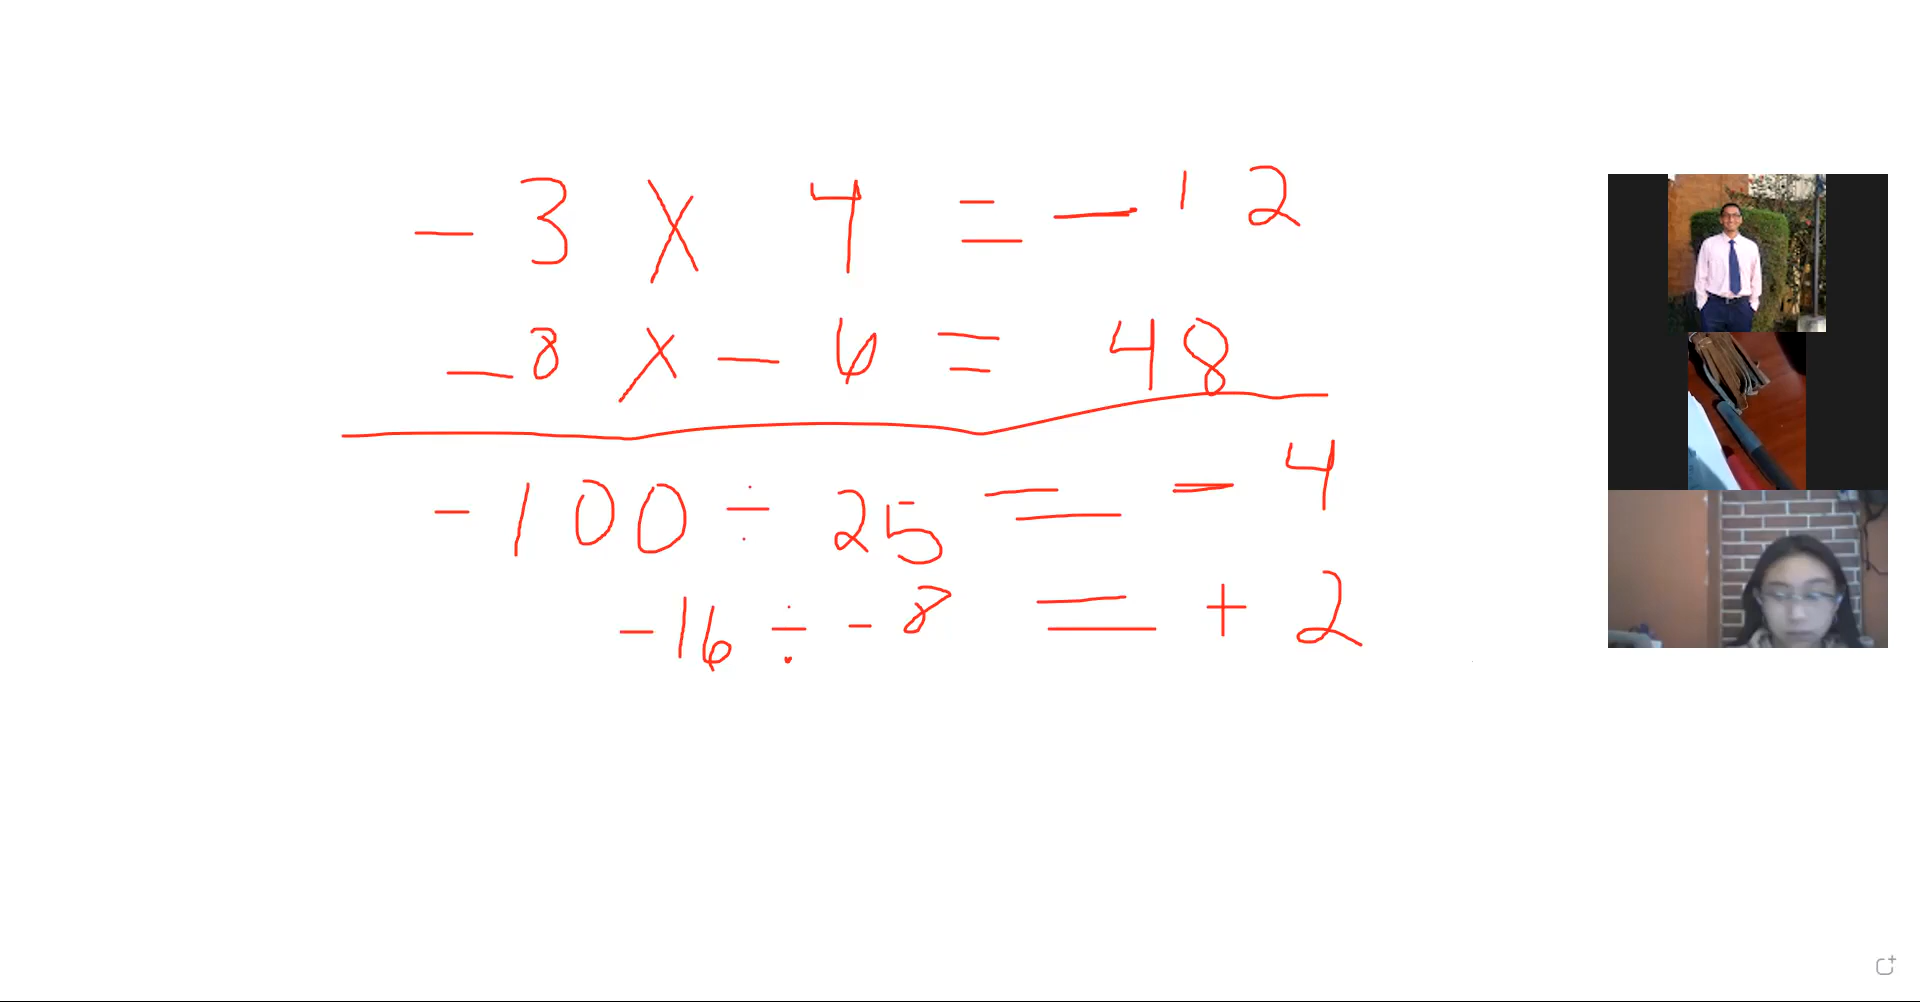 - 3 x 4 = - 12
- 8 x - 6 = 48
- 100 ÷ 25 = - 4
- 16 ÷ - 8 = + 2